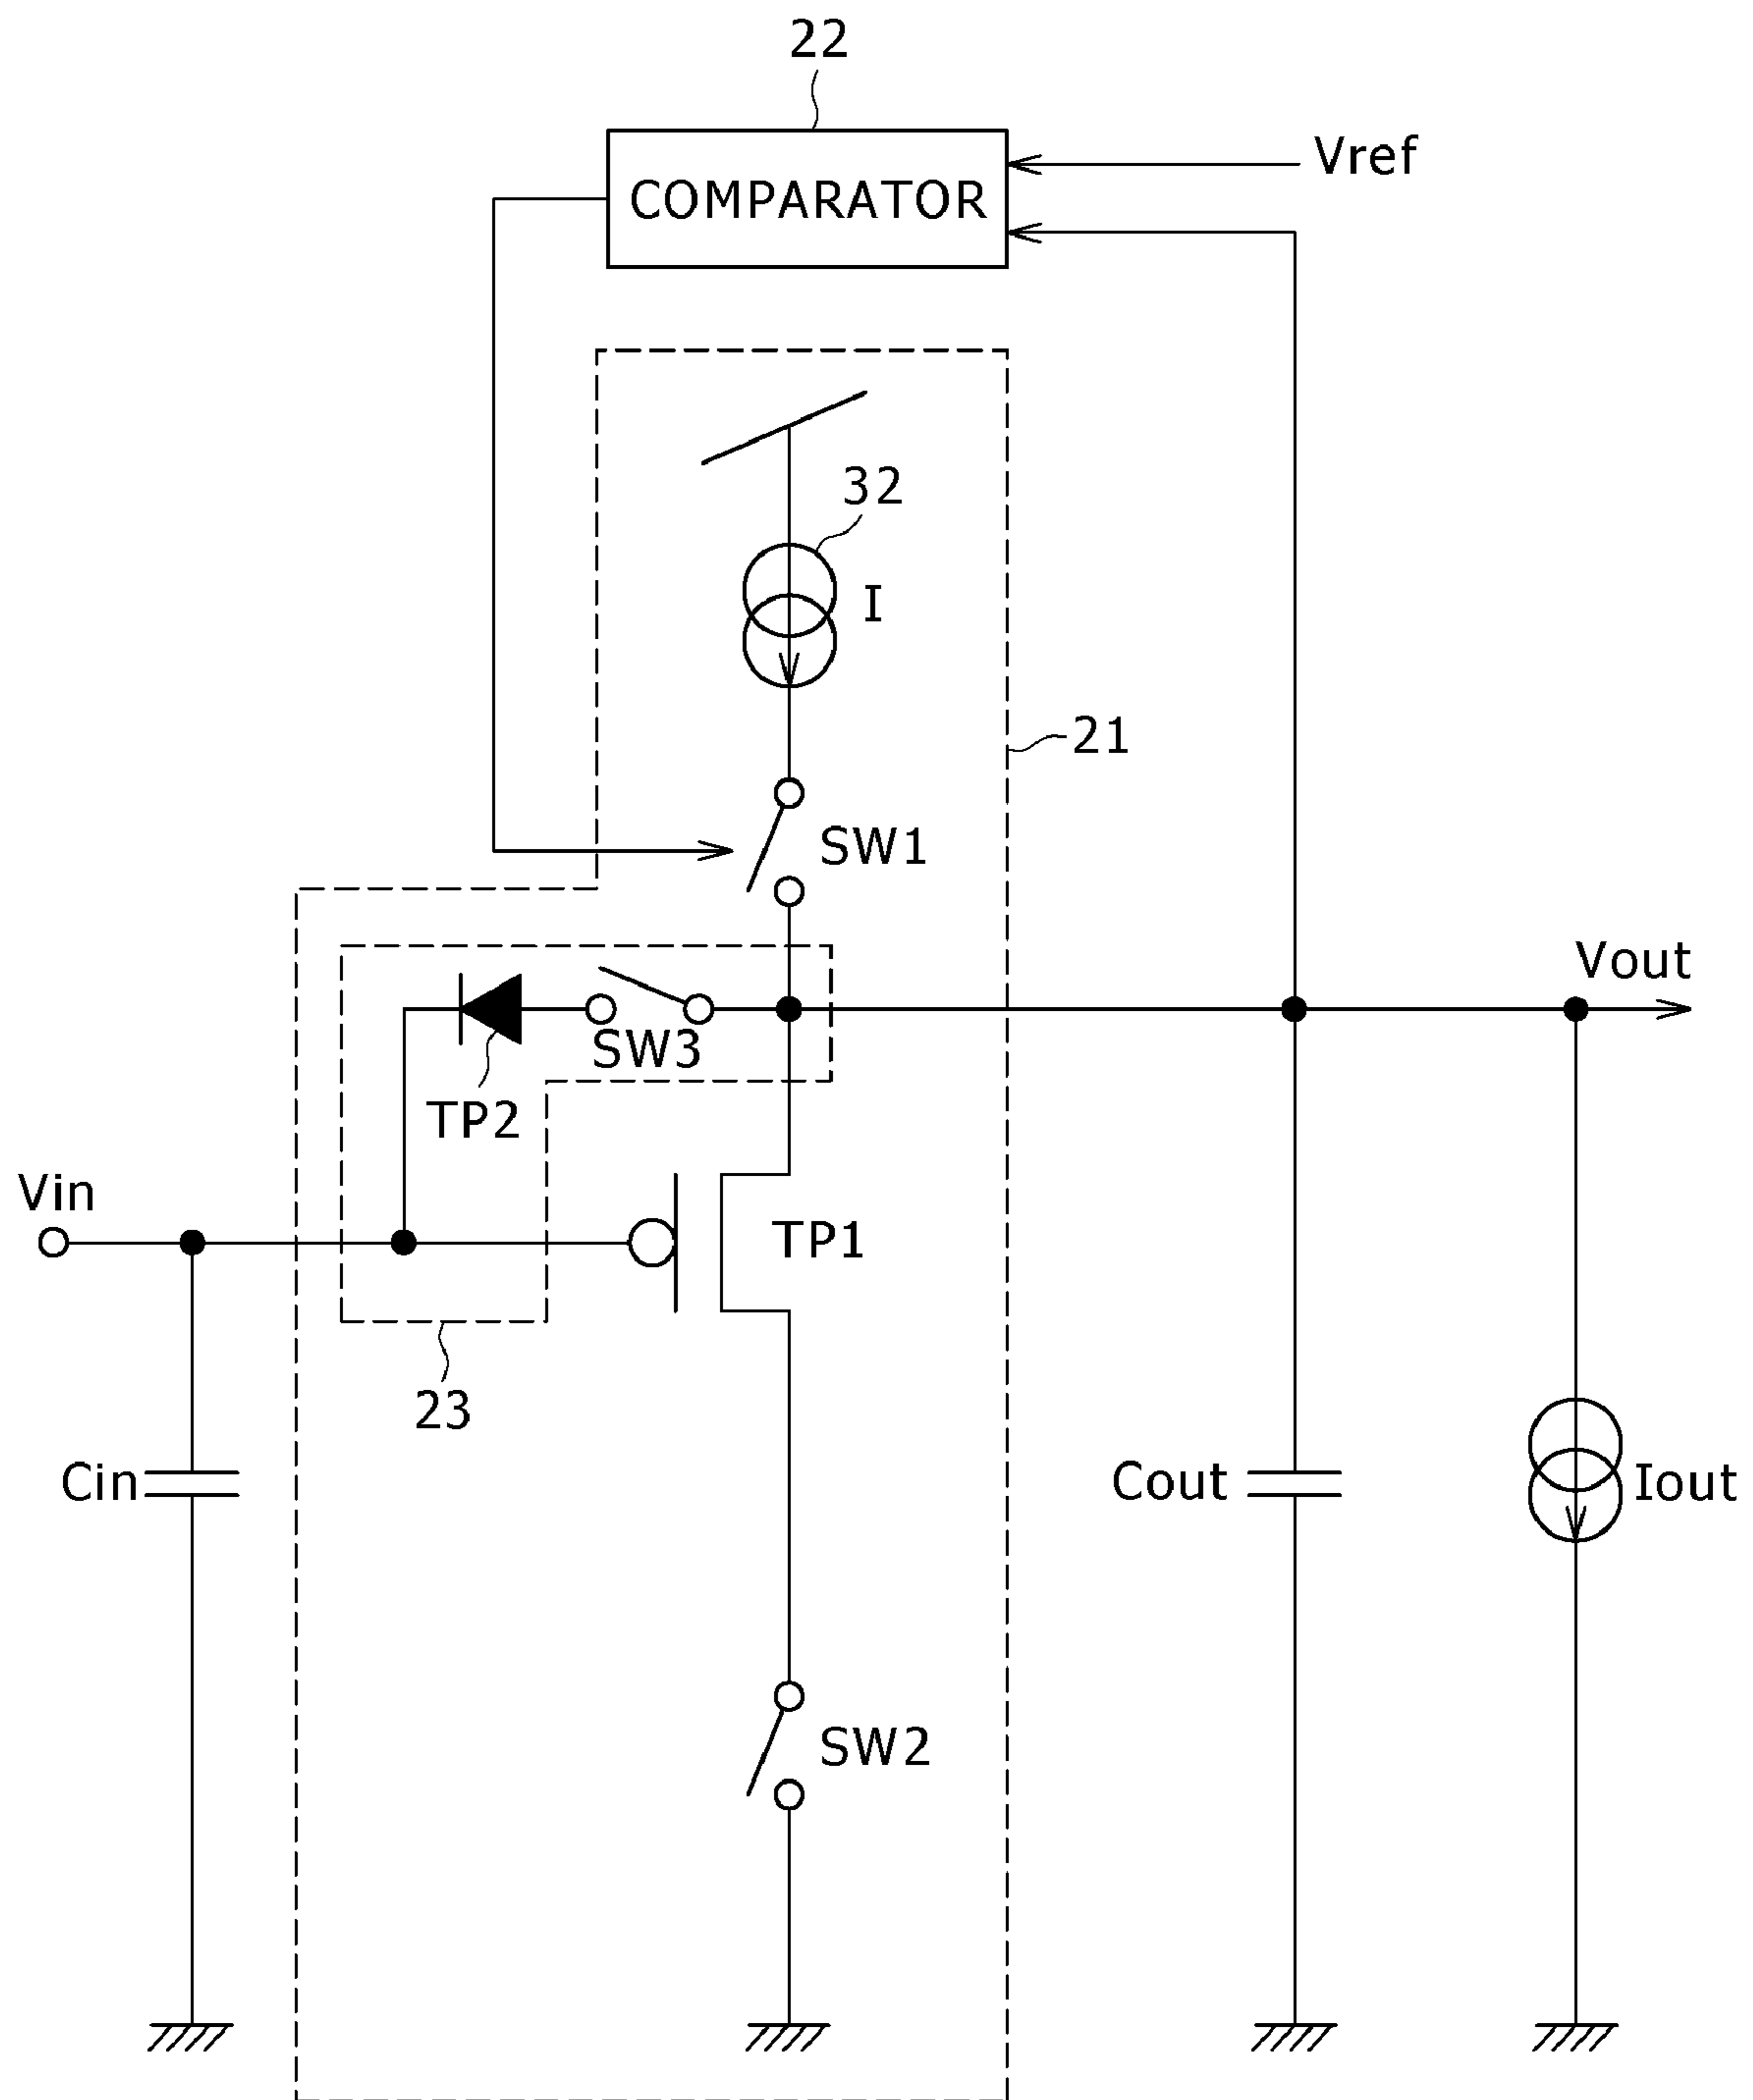 22
COMPARATOR
Vref
32
I
21
SW1
Vout
SW3
TP2
Vin
TP1
23
Cin
Cout
Iout
SW2